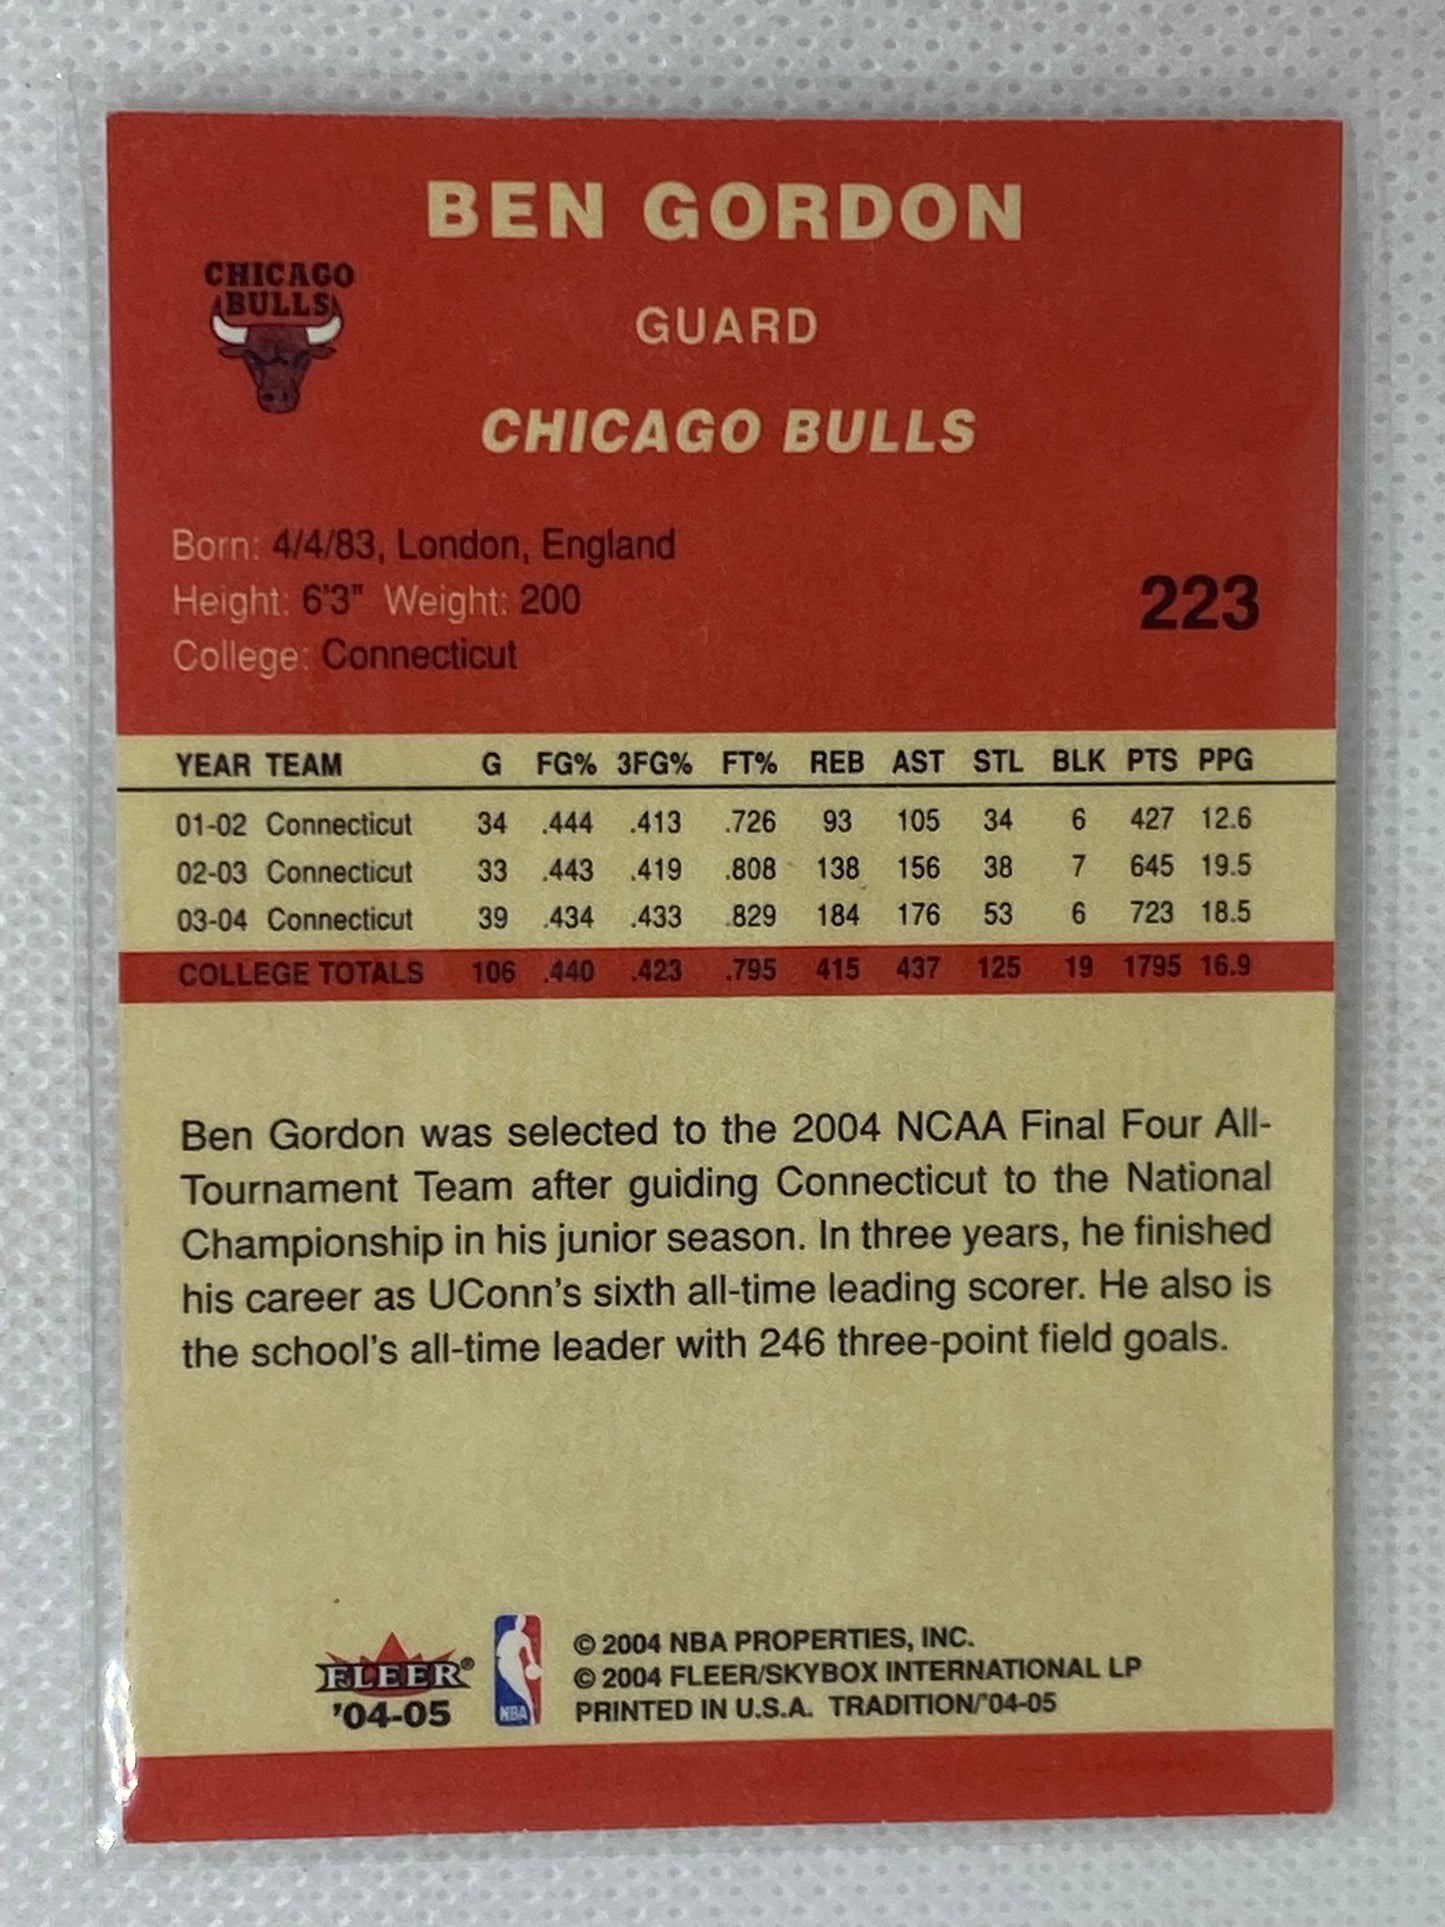 BEN GORDON
CHICAGO
BULLS
GUARD
CHICAGO BULLS
Born: 4/4/83, London, England
Height: 6'3" Weight: 200
223
College: Connecticut
YEAR TEAM G FG% 3FG% FT% REB AST STL BLK PTS PPG
01-02 Connecticut 34 .444 .413 .726 93 105 34 6 427 12.6
02-03 Connecticut 33 .443 .419 .808 138 156 38 7 645 19.5
03-04 Connecticut 39 .434 .433 .829 184 176 53 6 723 18.5
COLLEGE TOTALS 106 .440 .423 .795 415 437 125 19 1795 16.9
Ben Gordon was selected to the 2004 NCAA Final Four All-
Tournament Team after guiding Connecticut to the National
Championship in his junior season. In three years, he finished
his career as UConn's sixth all-time leading scorer. He also is
the school's all-time leader with 246 three-point field goals.
FLEER®
'04-05
NBA
© 2004 NBA PROPERTIES, INC.
© 2004 FLEER/SKYBOX INTERNATIONAL LP
PRINTED IN U.S.A. TRADITION/'04-05